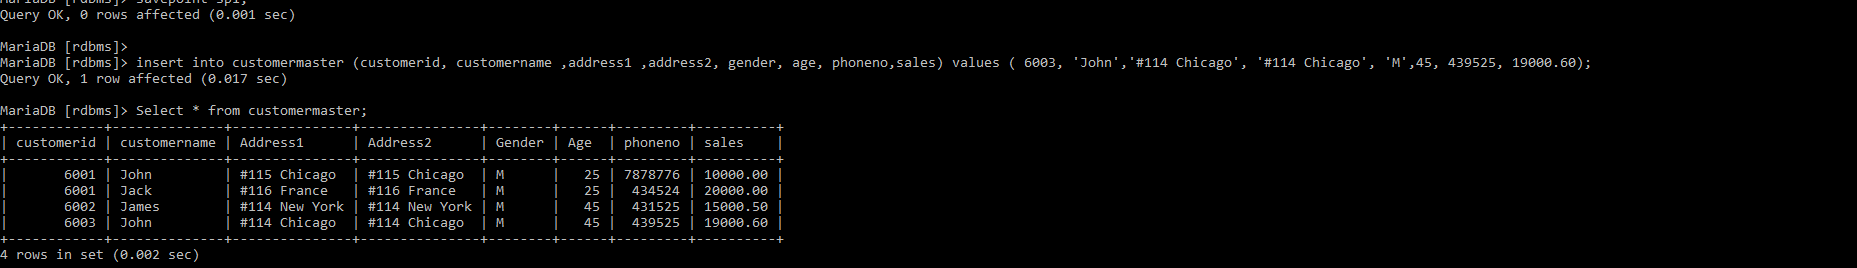 MariaDB [rdbms]> savepoint sp1;
Query OK, 0 rows affected (0.001 sec)
MariaDB [rdbms]>
MariaDB [rdbms]> insert into customermaster (customerid, customername ,address1 ,address2, gender, age, phoneno,sales) values ( 6003, 'John','#114 Chicago', '#114 Chicago', 'M',45, 439525, 19000.60);
Query OK, 1 row affected (0.017 sec)
MariaDB [rdbms]> Select * from customermaster;
+------------+--------------+---------------+---------------+--------+------+---------+----------+
| customerid | customername | Address1      | Address2      | Gender | Age  | phoneno | sales    |
+------------+--------------+---------------+---------------+--------+------+---------+----------+
|       6001 | John         | #115 Chicago  | #115 Chicago  | M      |   25 | 7878776 | 10000.00 |
|       6001 | Jack         | #116 France   | #116 France   | M      |   25 |  434524 | 20000.00 |
|       6002 | James        | #114 New York | #114 New York | M      |   45 |  431525 | 15000.50 |
|       6003 | John         | #114 Chicago  | #114 Chicago  | M      |   45 |  439525 | 19000.60 |
+------------+--------------+---------------+---------------+--------+------+---------+----------+
4 rows in set (0.002 sec)